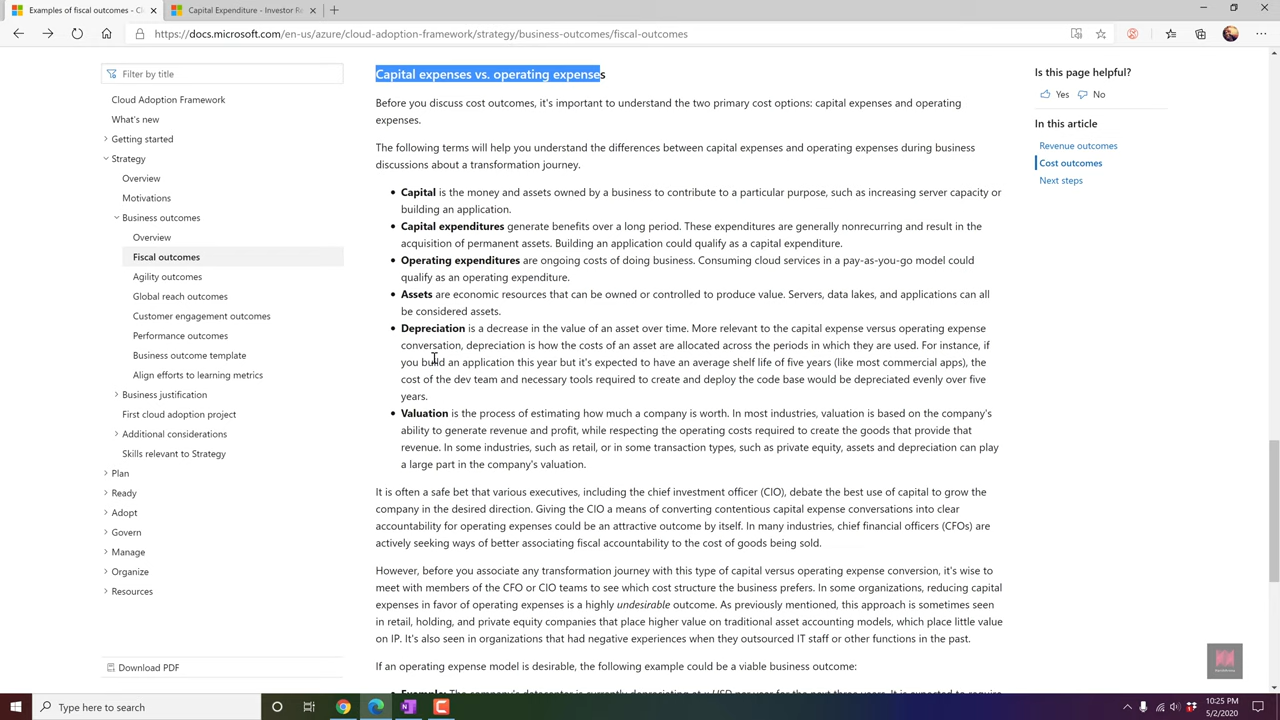 Examples of fiscal outcomes - Cl
Capital Expenditure - Investor Re
https://docs.microsoft.com/en-us/azure/cloud-adoption-framework/strategy/business-outcomes/fiscal-outcomes
Filter by title
Cloud Adoption Framework
What's new
Getting started
Strategy
Overview
Motivations
Business outcomes
Overview
Fiscal outcomes
Agility outcomes
Global reach outcomes
Customer engagement outcomes
Performance outcomes
Business outcome template
Align efforts to learning metrics
Business justification
First cloud adoption project
Additional considerations
Skills relevant to Strategy
Plan
Ready
Adopt
Govern
Manage
Organize
Resources
Download PDF
Capital expenses vs. operating expenses
Before you discuss cost outcomes, it's important to understand the two primary cost options: capital expenses and operating
expenses.
The following terms will help you understand the differences between capital expenses and operating expenses during business
discussions about a transformation journey.
• Capital is the money and assets owned by a business to contribute to a particular purpose, such as increasing server capacity or
building an application.
• Capital expenditures generate benefits over a long period. These expenditures are generally nonrecurring and result in the
acquisition of permanent assets. Building an application could qualify as a capital expenditure.
• Operating expenditures are ongoing costs of doing business. Consuming cloud services in a pay-as-you-go model could
qualify as an operating expenditure.
• Assets are economic resources that can be owned or controlled to produce value. Servers, data lakes, and applications can all
be considered assets.
• Depreciation is a decrease in the value of an asset over time. More relevant to the capital expense versus operating expense
conversation, depreciation is how the costs of an asset are allocated across the periods in which they are used. For instance, if
you build an application this year but it's expected to have an average shelf life of five years (like most commercial apps), the
cost of the dev team and necessary tools required to create and deploy the code base would be depreciated evenly over five
years.
• Valuation is the process of estimating how much a company is worth. In most industries, valuation is based on the company's
ability to generate revenue and profit, while respecting the operating costs required to create the goods that provide that
revenue. In some industries, such as retail, or in some transaction types, such as private equity, assets and depreciation can play
a large part in the company's valuation.
It is often a safe bet that various executives, including the chief investment officer (CIO), debate the best use of capital to grow the
company in the desired direction. Giving the CIO a means of converting contentious capital expense conversations into clear
accountability for operating expenses could be an attractive outcome by itself. In many industries, chief financial officers (CFOs) are
actively seeking ways of better associating fiscal accountability to the cost of goods being sold.
However, before you associate any transformation journey with this type of capital versus operating expense conversion, it's wise to
meet with members of the CFO or CIO teams to see which cost structure the business prefers. In some organizations, reducing capital
expenses in favor of operating expenses is a highly undesirable outcome. As previously mentioned, this approach is sometimes seen
in retail, holding, and private equity companies that place higher value on traditional asset accounting models, which place little value
on IP. It's also seen in organizations that had negative experiences when they outsourced IT staff or other functions in the past.
If an operating expense model is desirable, the following example could be a viable business outcome:
• Example: The company's datacenter is currently depreciating at x USD per year for the next three years. It is expected to require
Is this page helpful?
Yes No
In this article
Revenue outcomes
Cost outcomes
Next steps
Type here to search
10:25 PM
5/2/2020